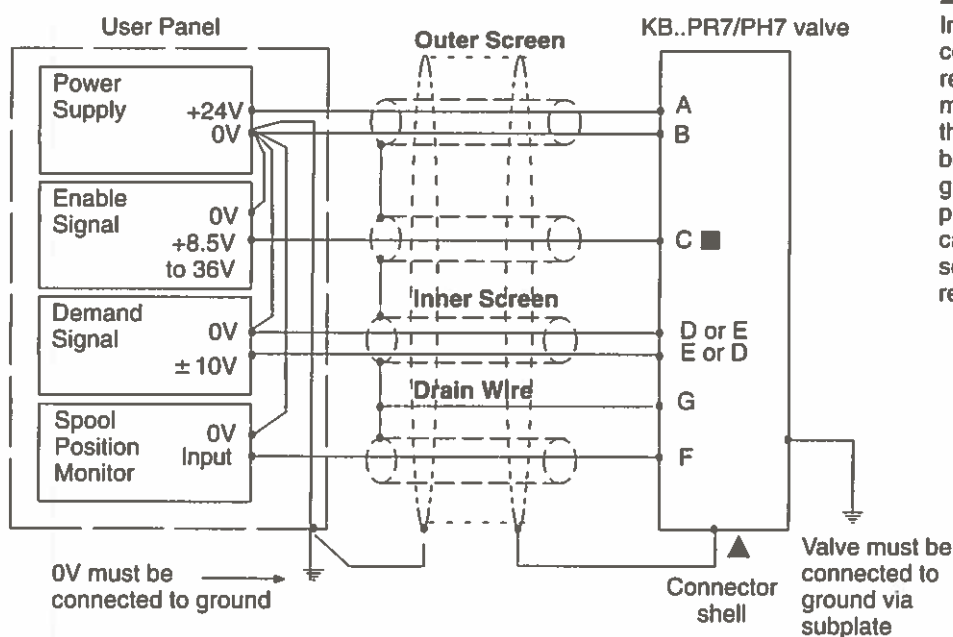 User Panel
Outer Screen
KB..PR7/PH7 valve
Power
Supply
+24V
0V
A
B
Enable
Signal
0V
+8.5V
to 36V
C
Inner Screen
Demand
Signal
0V
±10V
D or E
E or D
Drain Wire
G
Spool
Position
Monitor
0V
Input
F
0V must be
connected to ground
Connector
shell
Valve must be
connected to
ground via
subplate